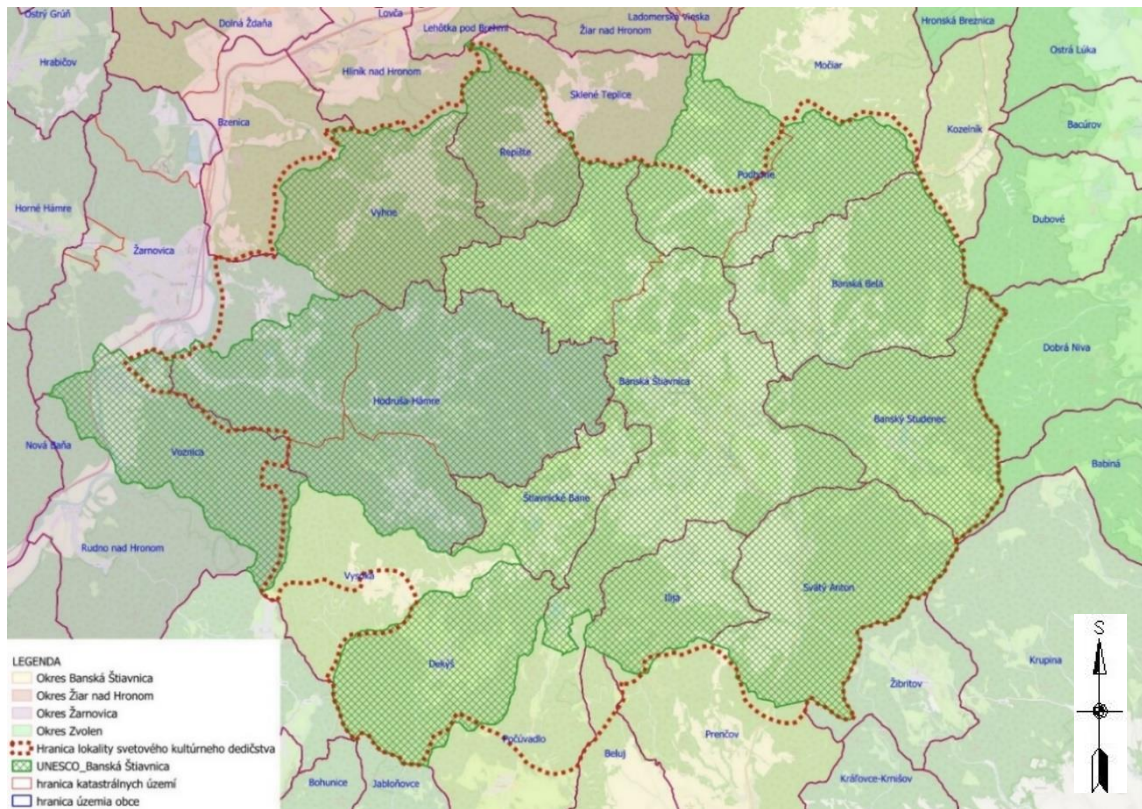 Ostrý Grúň
Dolná Ždaňa
Lovča
Lehôtka pod Brehmi
Ladomerská Vieska
Žiar nad Hronom
Hronská Breznica
Ostrá Lúka
Hrabičov
Hliník nad Hronom
Močiar
Sklené Teplice
Bzenica
Kozelník
Bacúrov
Repište
Podhorie
Horné Hámre
Vyhne
Dubové
Žarnovica
Banská Belá
Dobrá Niva
Banská Štiavnica
Hodruša-Hámre
Banský Studenec
Nová Baňa
Voznica
Babiná
Štiavnické Bane
Rudno nad Hronom
Vysoká
Ilija
Svätý Anton
S
Dekýš
Krupina
Žibritov
Počúvadlo
Prenčov
Beluj
Bohunice
Jabloňovce
Kráľovce-Krnišov
LEGENDA
Okres Banská Štiavnica
Okres Žiar nad Hronom
Okres Žarnovica
Okres Zvolen
Hranica lokality svetového kultúrneho dedičstva
UNESCO_Banská Štiavnica
hranica katastrálnych území
hranica územia obce